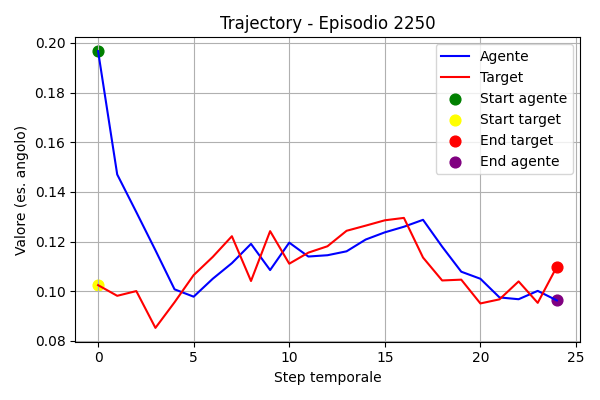 Trajectory - Episodio 2250
Valore (es. angolo)
0.20
0.18
0.16
0.14
0.12
0.10
0.08
Agente
Target
Start agente
Start target
End target
End agente
0
5
10
15
20
25
Step temporale